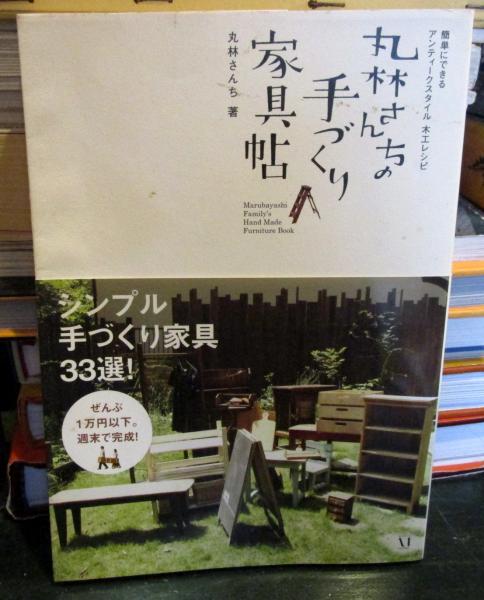 簡単にできる
アンティークスタイル 木工レシピ
丸林さんちの
手づくり
家具帖
丸林さんち 著
Marubayashi
Family's
Hand Made
Furniture Book
シンプル
手づくり家具
33選!
ぜんぶ
1万円以下。
週末で完成!